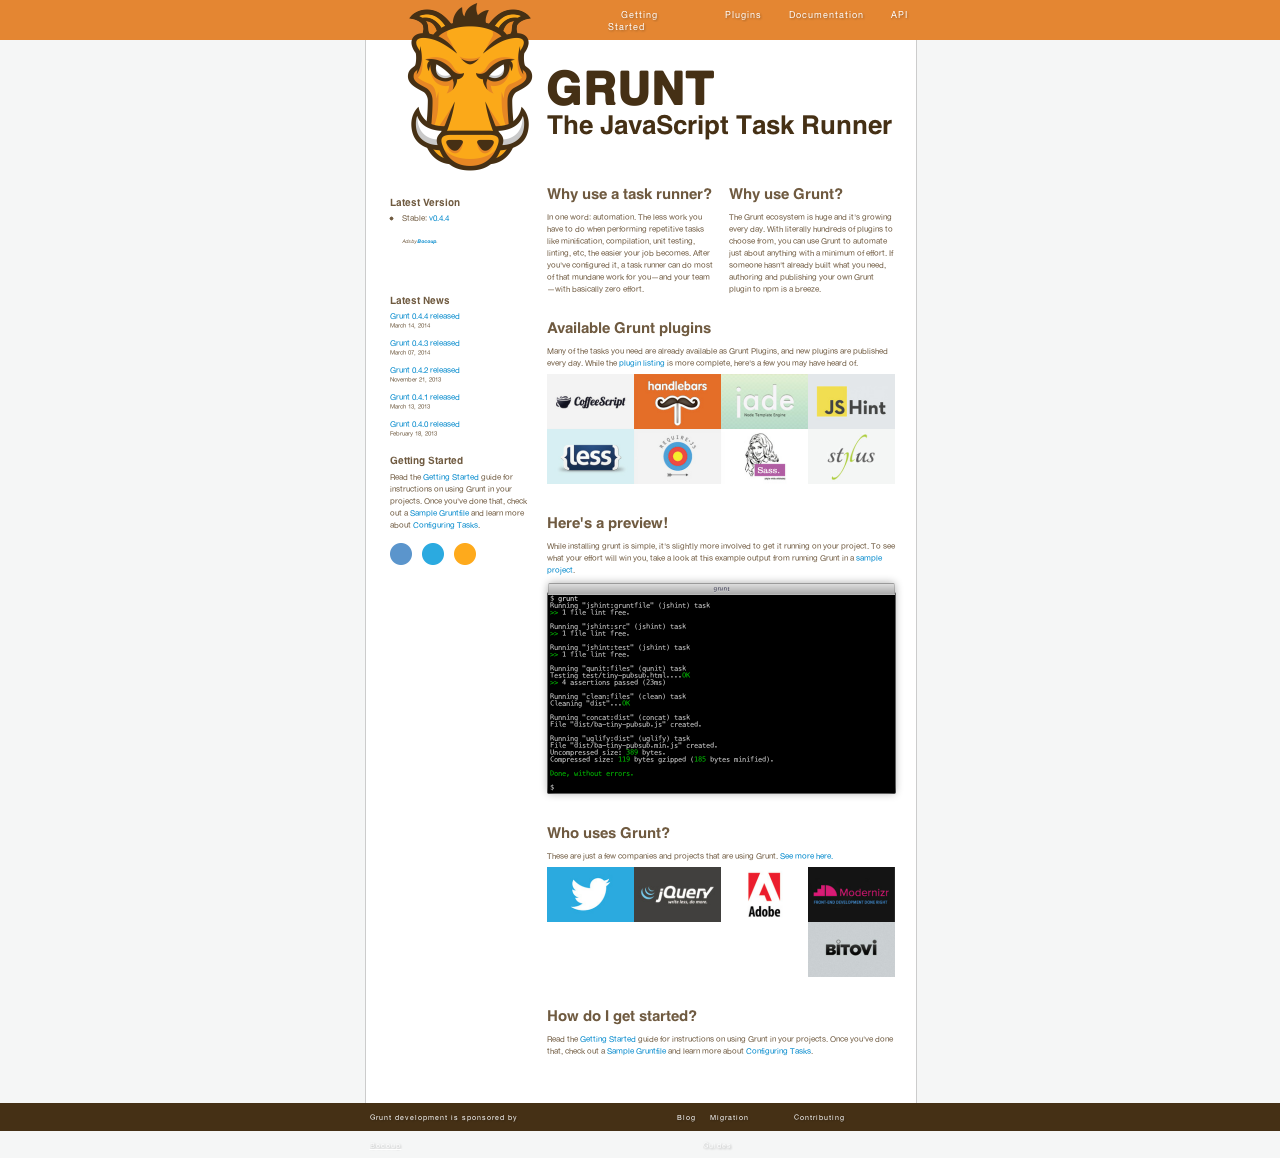 Getting Started
Plugins
Documentation
API
GRUNT
The JavaScript Task Runner
Latest Version
Stable: v0.4.4
Ads by Bocoup.
Latest News
Grunt 0.4.4 released
March 14, 2014
Grunt 0.4.3 released
March 07, 2014
Grunt 0.4.2 released
November 21, 2013
Grunt 0.4.1 released
March 13, 2013
Grunt 0.4.0 released
February 18, 2013
Getting Started
Read the Getting Started guide for
instructions on using Grunt in your
projects. Once you've done that, check
out a Sample Gruntfile and learn more
about Configuring Tasks.
Why use a task runner?
In one word: automation. The less work you
have to do when performing repetitive tasks
like minification, compilation, unit testing,
linting, etc, the easier your job becomes. After
you've configured it, a task runner can do most
of that mundane work for you—and your team
—with basically zero effort.
Why use Grunt?
The Grunt ecosystem is huge and it's growing
every day. With literally hundreds of plugins to
choose from, you can use Grunt to automate
just about anything with a minimum of effort. If
someone hasn't already built what you need,
authoring and publishing your own Grunt
plugin to npm is a breeze.
Available Grunt plugins
Many of the tasks you need are already available as Grunt Plugins, and new plugins are published
every day. While the plugin listing is more complete, here's a few you may have heard of.
CoffeeScript
handlebars
jade
Node Template Engine
JS Hint
{less}
REQUIRE·JS
Sass.
stylus
Here's a preview!
While installing grunt is simple, it's slightly more involved to get it running on your project. To see
what your effort will win you, take a look at this example output from running Grunt in a sample
project.
grunt
$ grunt
Running "jshint:gruntfile" (jshint) task
>> 1 file lint free.
Running "jshint:src" (jshint) task
>> 1 file lint free.
Running "jshint:test" (jshint) task
>> 1 file lint free.
Running "qunit:files" (qunit) task
Testing test/tiny-pubsub.html....OK
>> 4 assertions passed (23ms)
Running "clean:files" (clean) task
Cleaning "dist"...OK
Running "concat:dist" (concat) task
File "dist/ba-tiny-pubsub.js" created.
Running "uglify:dist" (uglify) task
File "dist/ba-tiny-pubsub.min.js" created.
Uncompressed size: 389 bytes.
Compressed size: 119 bytes gzipped (185 bytes minified).
Done, without errors.
$
Who uses Grunt?
These are just a few companies and projects that are using Grunt. See more here.
jQuery
write less, do more.
Adobe
Modernizr
FRONT-END DEVELOPMENT DONE RIGHT
BITOVI
How do I get started?
Read the Getting Started guide for instructions on using Grunt in your projects. Once you've done
that, check out a Sample Gruntfile and learn more about Configuring Tasks.
Grunt development is sponsored by
Blog
Migration
Contributing
Bocoup
Guides